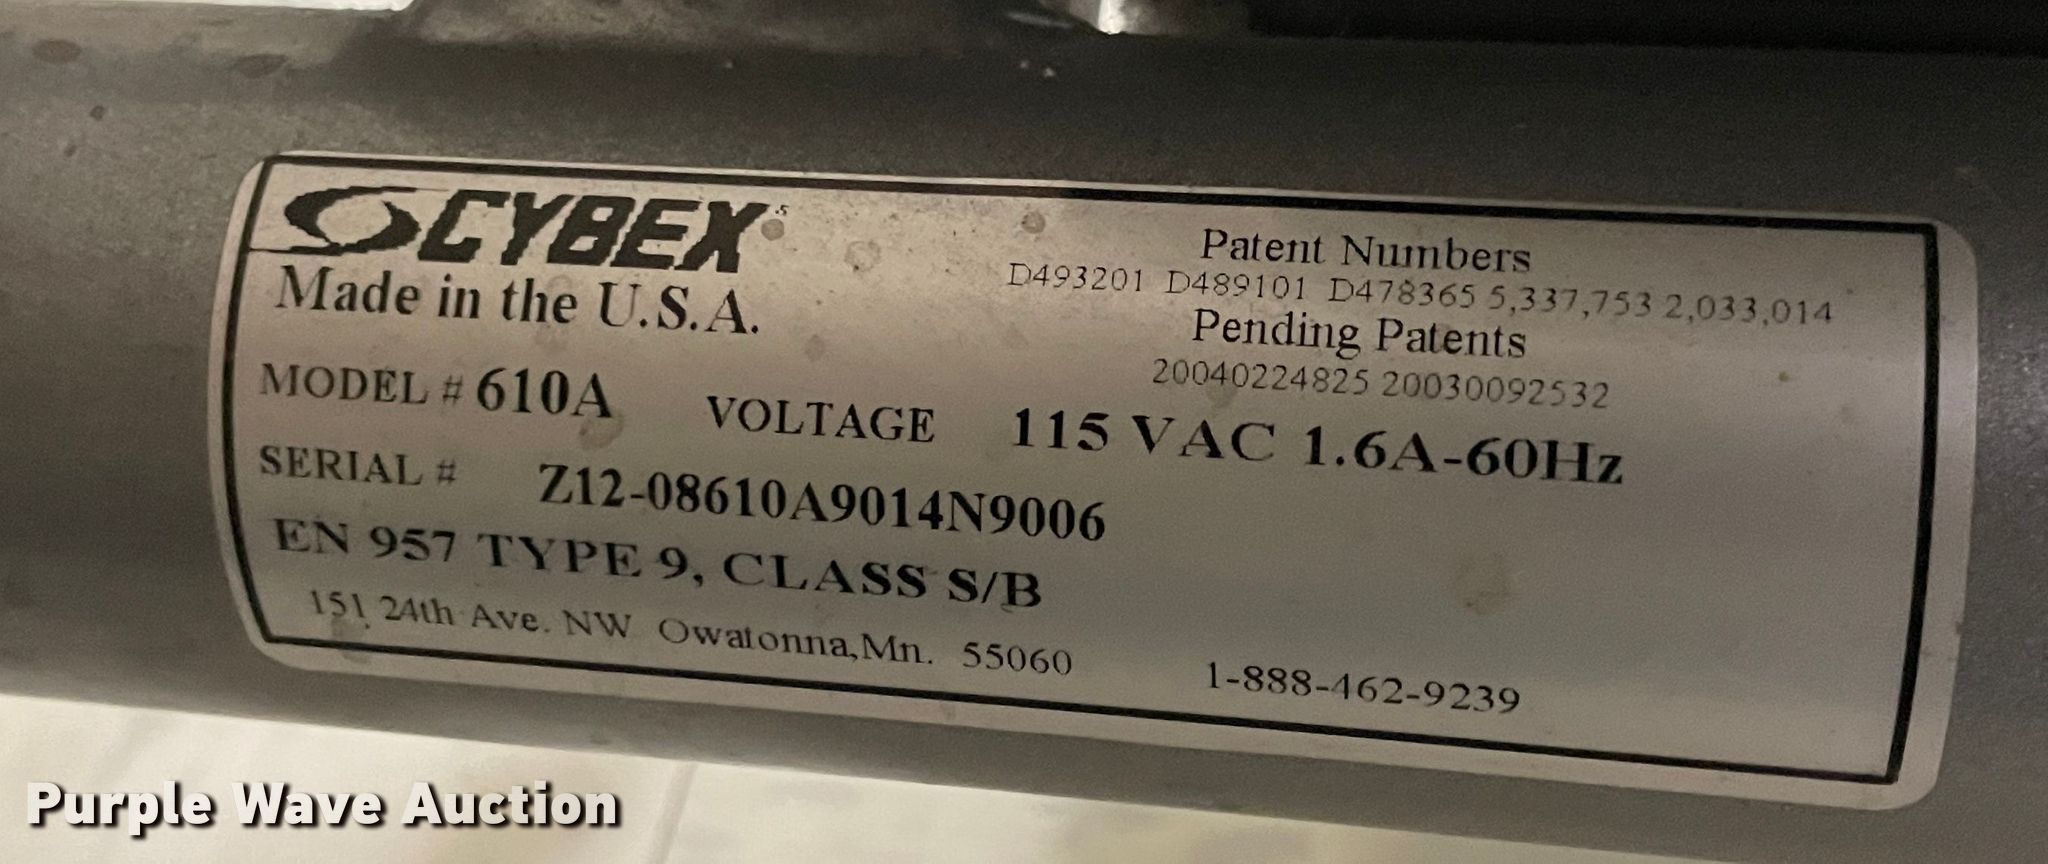 CYBEX
Made in the U.S.A.
Patent Numbers
D493201 D489101 D478365 5,337,753 2,033,014
Pending Patents
20040224825 20030092532
MODEL # 610A VOLTAGE 115 VAC 1.6A-60Hz
SERIAL # Z12-08610A9014N9006
EN 957 TYPE 9, CLASS S/B
151 24th Ave. NW Owatonna,Mn. 55060 1-888-462-9239
Purple Wave Auction